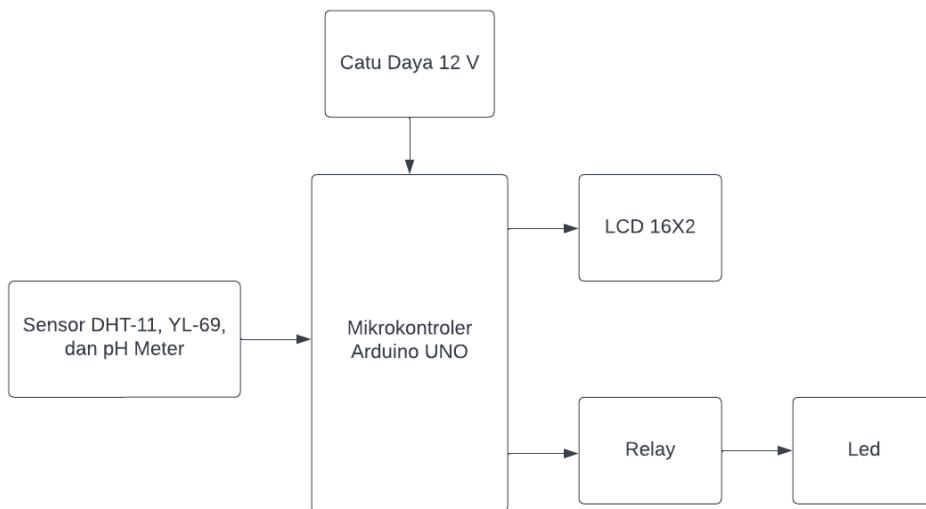 Catu Daya 12 V
LCD 16X2
Sensor DHT-11, YL-69,
dan pH Meter
Mikrokontroler
Arduino UNO
Relay
Led